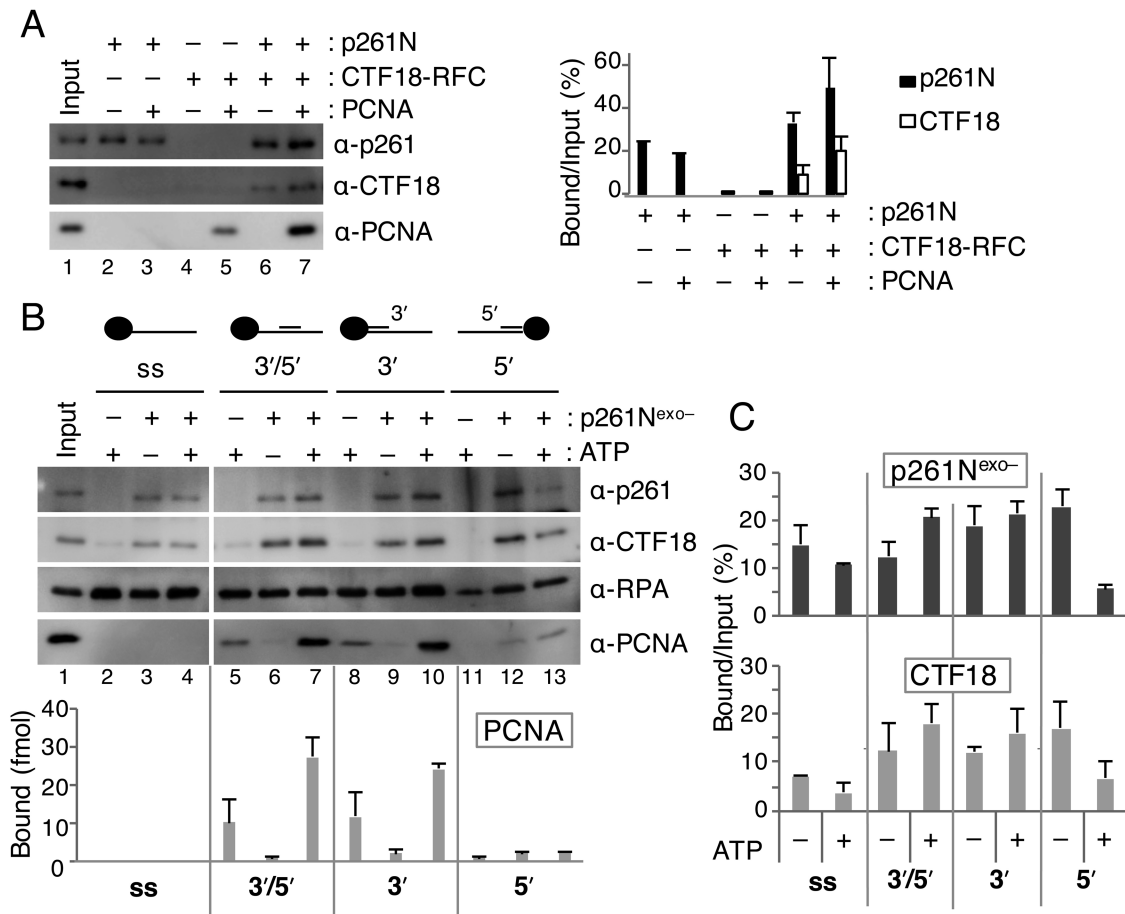 A
Input
+ + – – + + : p261N
– – + + + + : CTF18-RFC
– + – + – + : PCNA
α-p261
α-CTF18
α-PCNA
1 2 3 4 5 6 7
Bound/Input (%)
60
40
20
0
p261N
CTF18
+ + – – + + : p261N
– – + + + + : CTF18-RFC
– + – + – + : PCNA
B
3′ 5′
ss 3′/5′ 3′ 5′
Input
– + + – + + – + + – + + : p261Nexo–
+ – + + – + + – + + – + : ATP
α-p261
α-CTF18
α-RPA
α-PCNA
1 2 3 4 5 6 7 8 9 10 11 12 13
Bound (fmol)
40
30
20
10
0
PCNA
ss 3′/5′ 3′ 5′
C
Bound/Input (%)
p261Nexo–
30
20
10
0
CTF18
30
20
10
0
ATP – + – + – + – +
ss 3′/5′ 3′ 5′